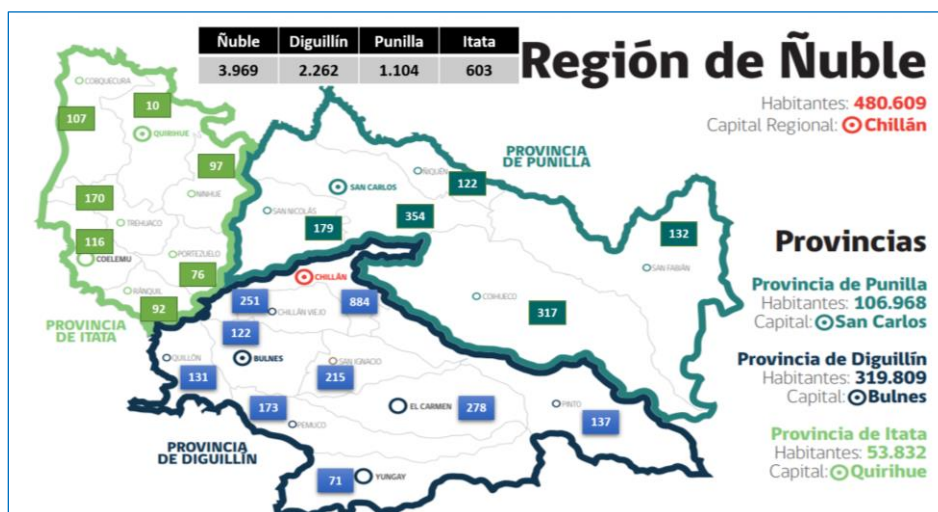 Ñuble Diguillín Punilla Itata
3.969 2.262 1.104 603
Región de Ñuble
Habitantes: 480.609
Capital Regional: Chillán
COBQUECURA
10
107
QUIRIHUE
PROVINCIA
DE PUNILLA
97
ÑIQUÉN
122
SAN CARLOS
170
NINHUE
SAN NICOLÁS
354
TREHUACO
179
132
116
COELEMU
PORTEZUELO
76
SAN FABIÁN
CHILLÁN
RÁNQUIL
92
251
884
COIHUECO
317
CHILLÁN VIEJO
PROVINCIA
DE ITATA
122
QUILLÓN
BULNES
SAN IGNACIO
131
215
173
EL CARMEN
278
PINTO
137
PEMUCO
PROVINCIA
DE DIGUILLÍN
71
YUNGAY
Provincias
Provincia de Punilla
Habitantes: 106.968
Capital: San Carlos
Provincia de Diguillín
Habitantes: 319.809
Capital: Bulnes
Provincia de Itata
Habitantes: 53.832
Capital: Quirihue